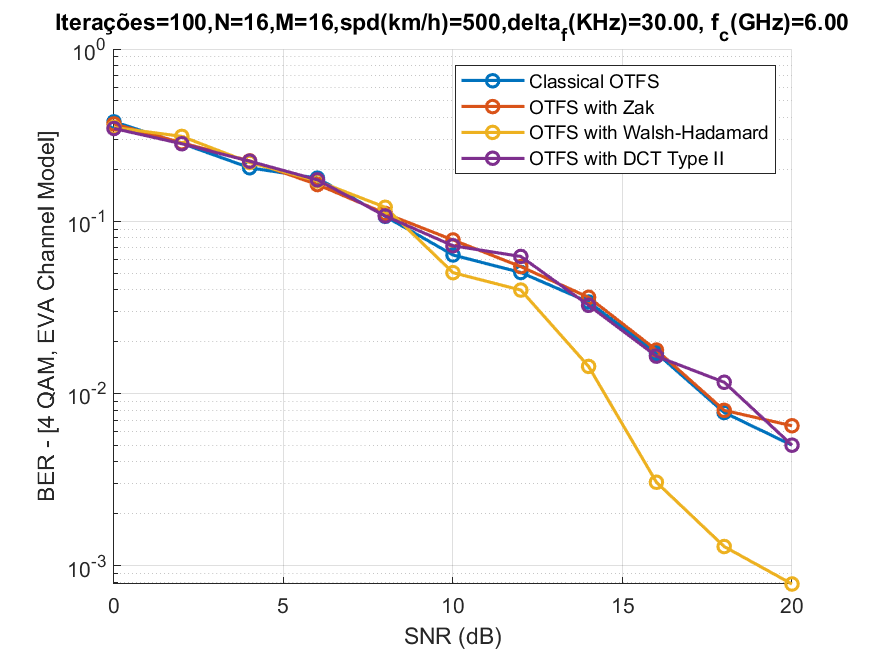 Iterações=100,N=16,M=16,spd(km/h)=500,delta_f(KHz)=30.00, f_c(GHz)=6.00
10^0
Classical OTFS
OTFS with Zak
OTFS with Walsh-Hadamard
OTFS with DCT Type II
10^-1
10^-2
10^-3
BER - [4 QAM, EVA Channel Model]
0 5 10 15 20
SNR (dB)